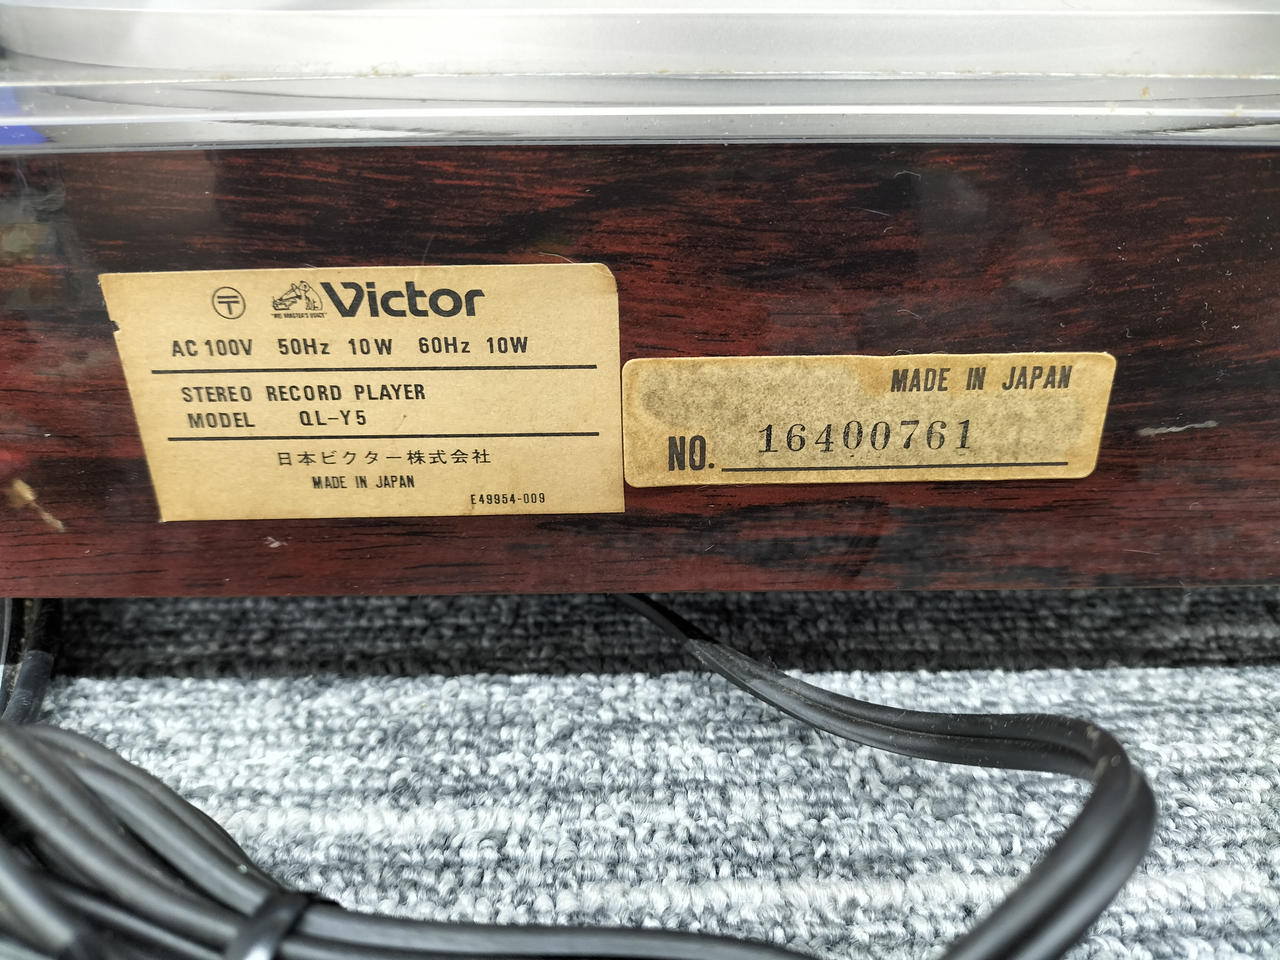 Victor
"HIS MASTER'S VOICE"
AC 100V 50Hz 10W 60Hz 10W
STEREO RECORD PLAYER
MODEL QL-Y5
日本ビクター株式会社
MADE IN JAPAN
E49954-009
MADE IN JAPAN
NO. 16400761